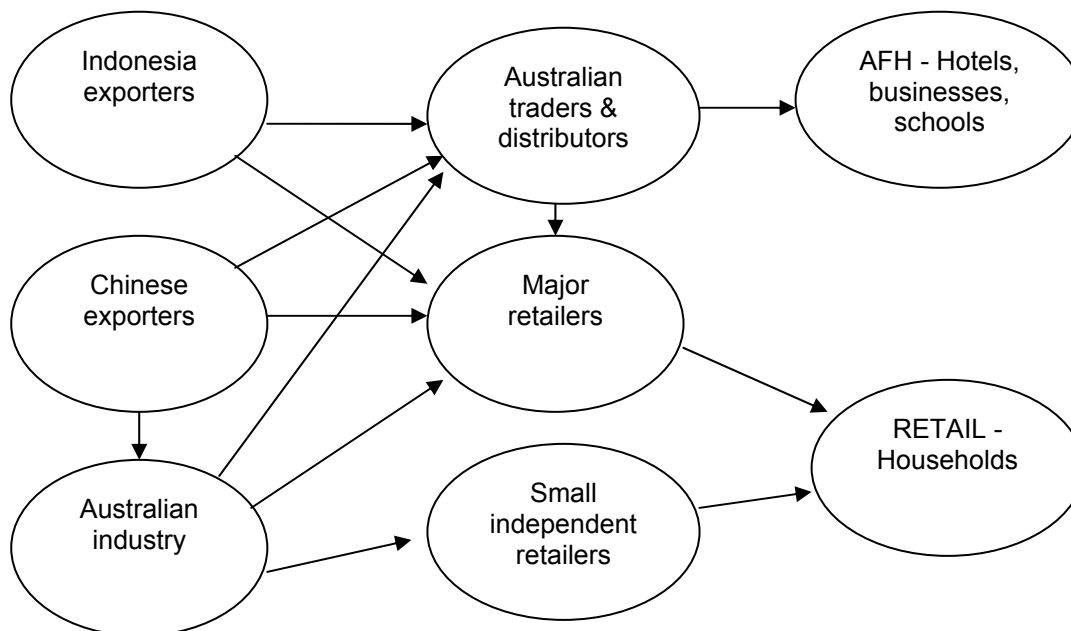 Indonesia
exporters
Australian
traders &
distributors
AFH - Hotels,
businesses,
schools
Chinese
exporters
Major
retailers
RETAIL -
Households
Australian
industry
Small
independent
retailers